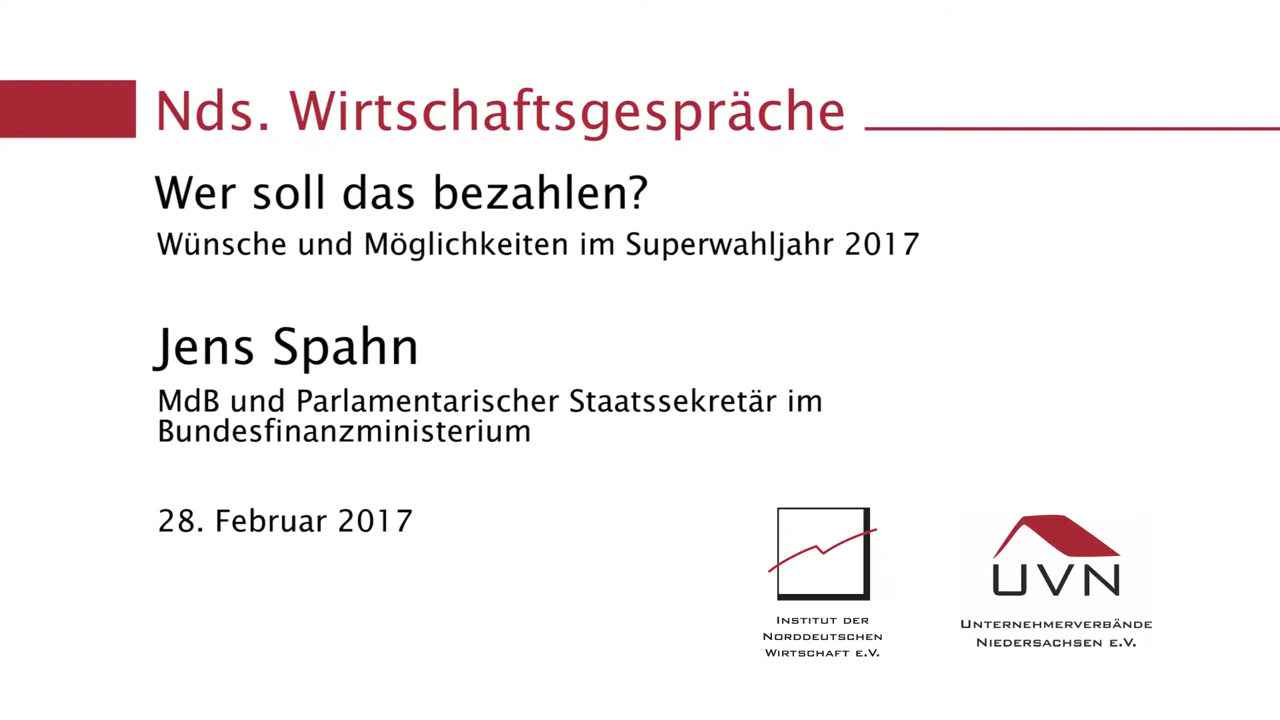 Nds. Wirtschaftsgespräche
Wer soll das bezahlen?
Wünsche und Möglichkeiten im Superwahljahr 2017
Jens Spahn
MdB und Parlamentarischer Staatssekretär im
Bundesfinanzministerium
28. Februar 2017
INSTITUT DER
NORDDEUTSCHEN
WIRTSCHAFT E.V.
UVN
UNTERNEHMERVERBÄNDE
NIEDERSACHSEN E.V.